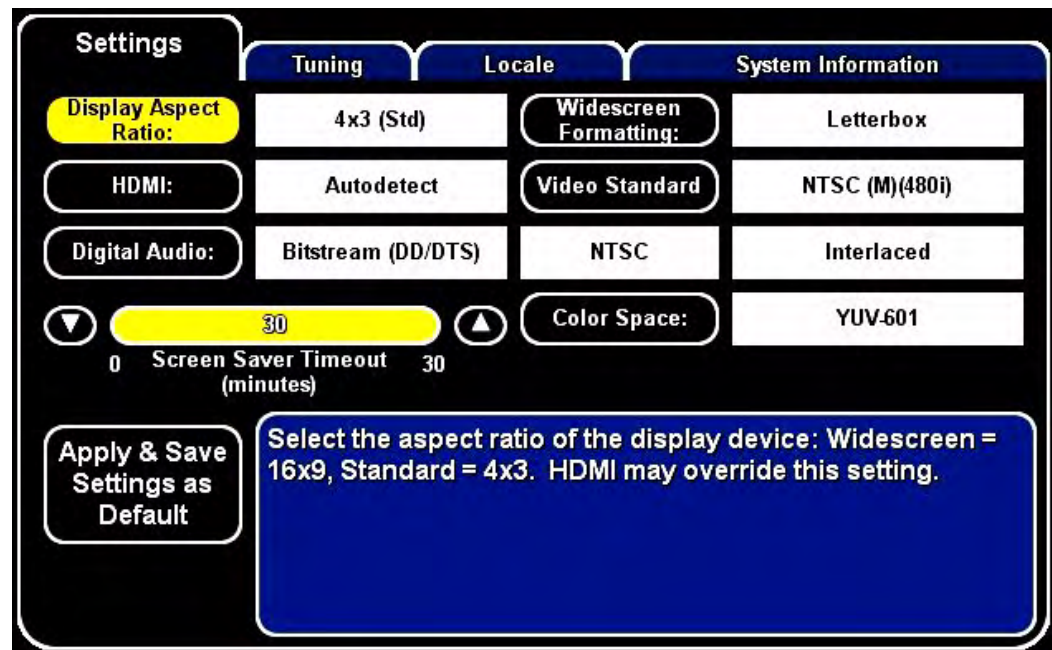 Settings
Tuning
Locale
System Information
Display Aspect
Ratio:
4x3 (Std)
Widescreen
Formatting:
Letterbox
HDMI:
Autodetect
Video Standard
NTSC (M)(480i)
Digital Audio:
Bitstream (DD/DTS)
NTSC
Interlaced
30
Color Space:
YUV-601
0 Screen Saver Timeout 30
(minutes)
Apply & Save
Settings as
Default
Select the aspect ratio of the display device: Widescreen =
16x9, Standard = 4x3. HDMI may override this setting.